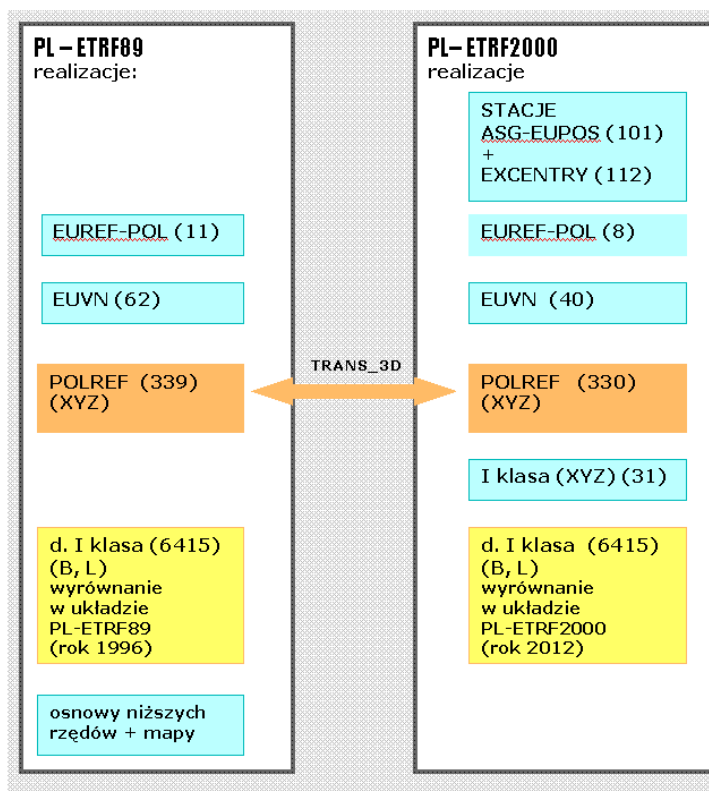 PL–ETRF89
realizacje:
EUREF-POL (11)
EUVN (62)
POLREF (339)
(XYZ)
d. I klasa (6415)
(B, L)
wyrównanie
w układzie
PL-ETRF89
(rok 1996)
osnowy niższych
rzędów + mapy
TRANS_3D
PL–ETRF2000
realizacje
STACJE
ASG-EUPOS (101)
+
EXCENTRY (112)
EUREF-POL (8)
EUVN (40)
POLREF (330)
(XYZ)
I klasa (XYZ) (31)
d. I klasa (6415)
(B, L)
wyrównanie
w układzie
PL-ETRF2000
(rok 2012)